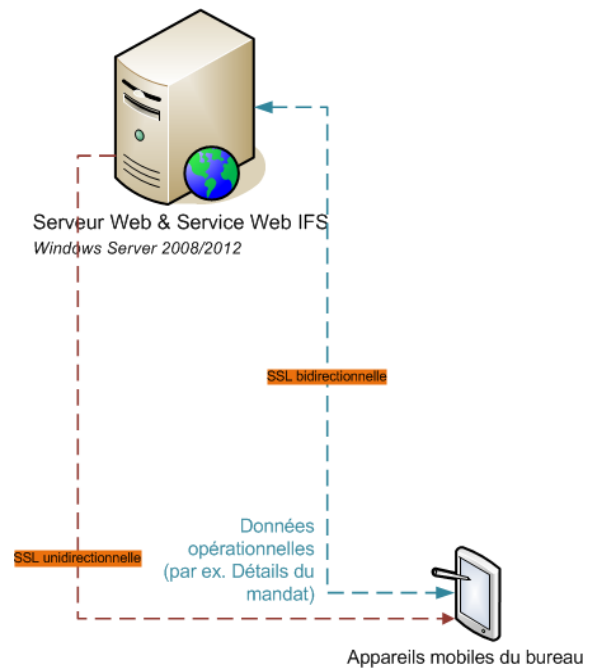 Serveur Web & Service Web IFS
Windows Server 2008/2012
SSL bidirectionnelle
Données
opérationnelles
(par ex. Détails du
mandat)
SSL unidirectionnelle
Appareils mobiles du bureau